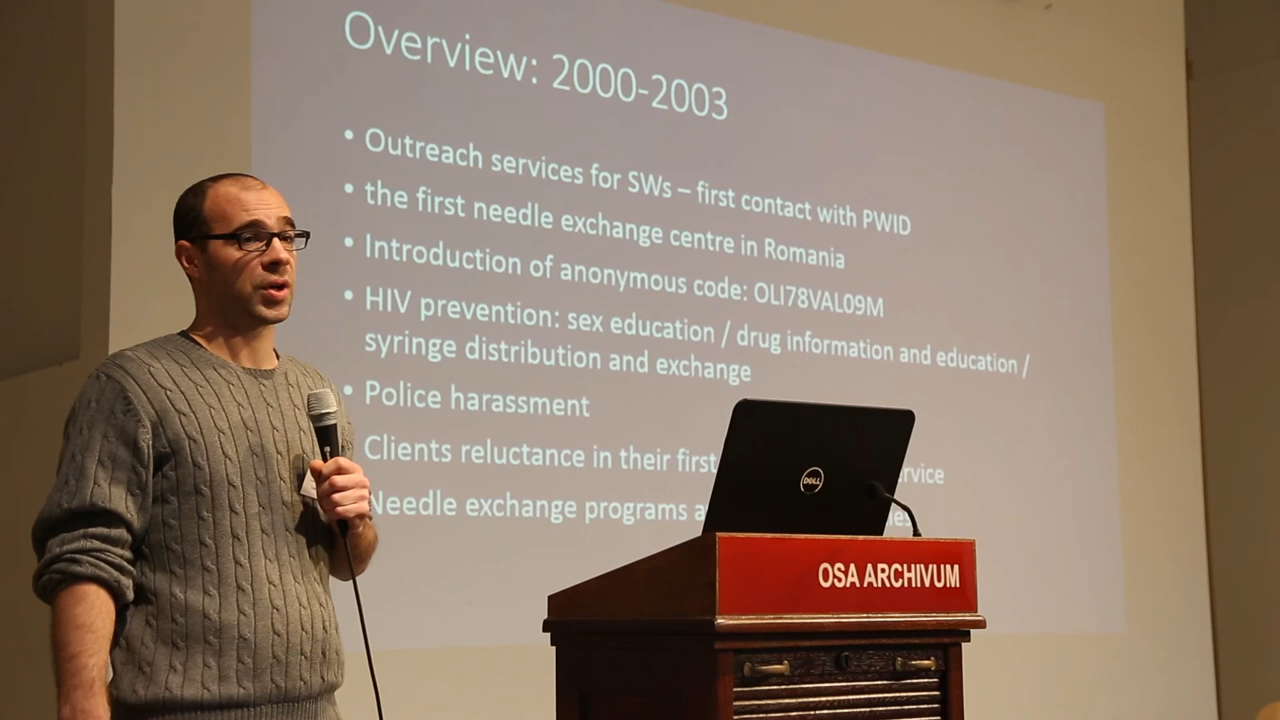 Overview: 2000-2003
• Outreach services for SWs – first contact with PWID
• the first needle exchange centre in Romania
• Introduction of anonymous code: OLI78VAL09M
• HIV prevention: sex education / drug information and education /
syringe distribution and exchange
• Police harassment
Clients reluctance in their first
Needle exchange programs
DELL
OSA ARCHIVUM